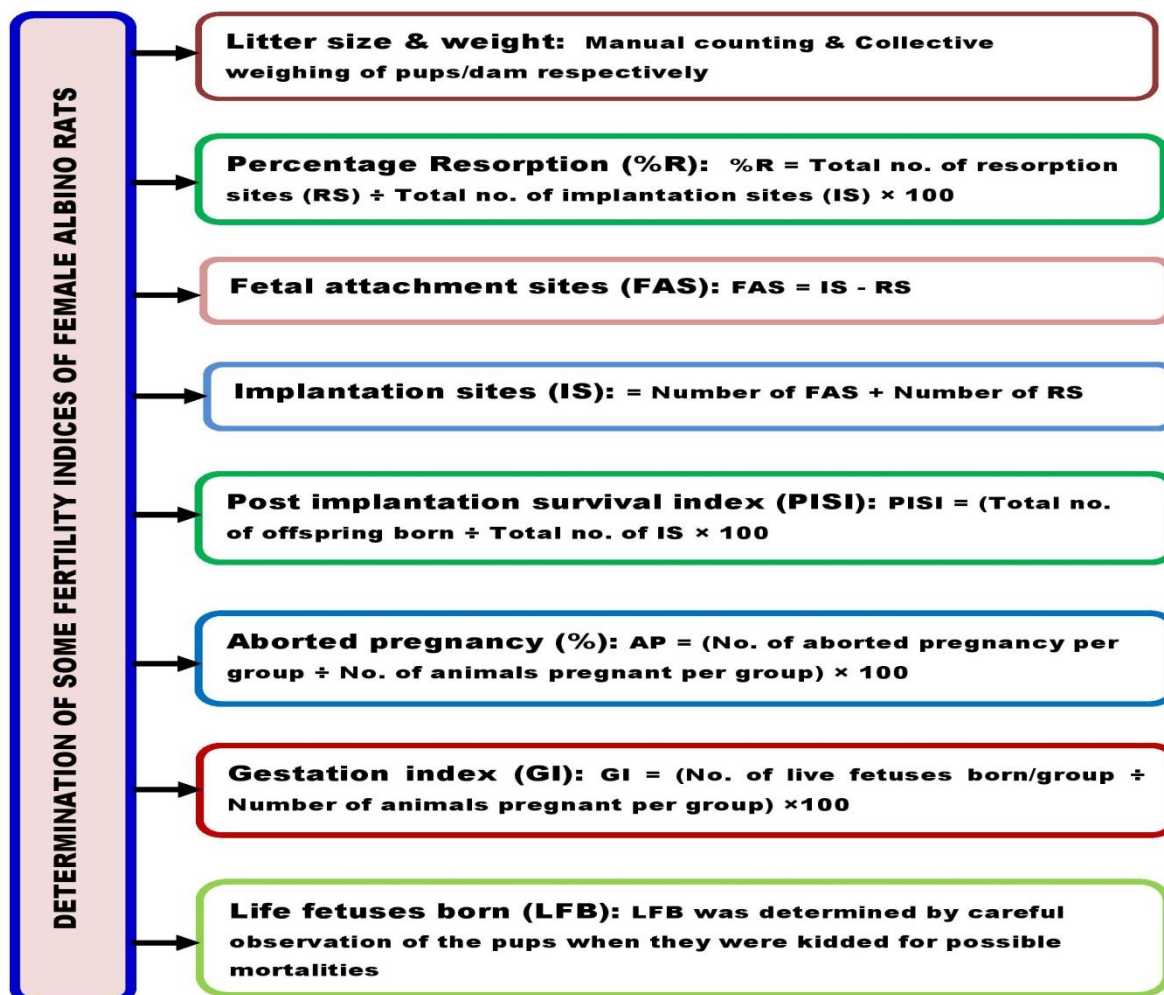 DETERMINATION OF SOME FERTILITY INDICES OF FEMALE ALBINO RATS
Litter size & weight: Manual counting & Collective
weighing of pups/dam respectively
Percentage Resorption (%R): %R = Total no. of resorption
sites (RS) ÷ Total no. of implantation sites (IS) × 100
Fetal attachment sites (FAS): FAS = IS - RS
Implantation sites (IS): = Number of FAS + Number of RS
Post implantation survival index (PISI): PISI = (Total no.
of offspring born ÷ Total no. of IS × 100
Aborted pregnancy (%): AP = (No. of aborted pregnancy per
group ÷ No. of animals pregnant per group) × 100
Gestation index (GI): GI = (No. of live fetuses born/group ÷
Number of animals pregnant per group) ×100
Life fetuses born (LFB): LFB was determined by careful
observation of the pups when they were kidded for possible
mortalities